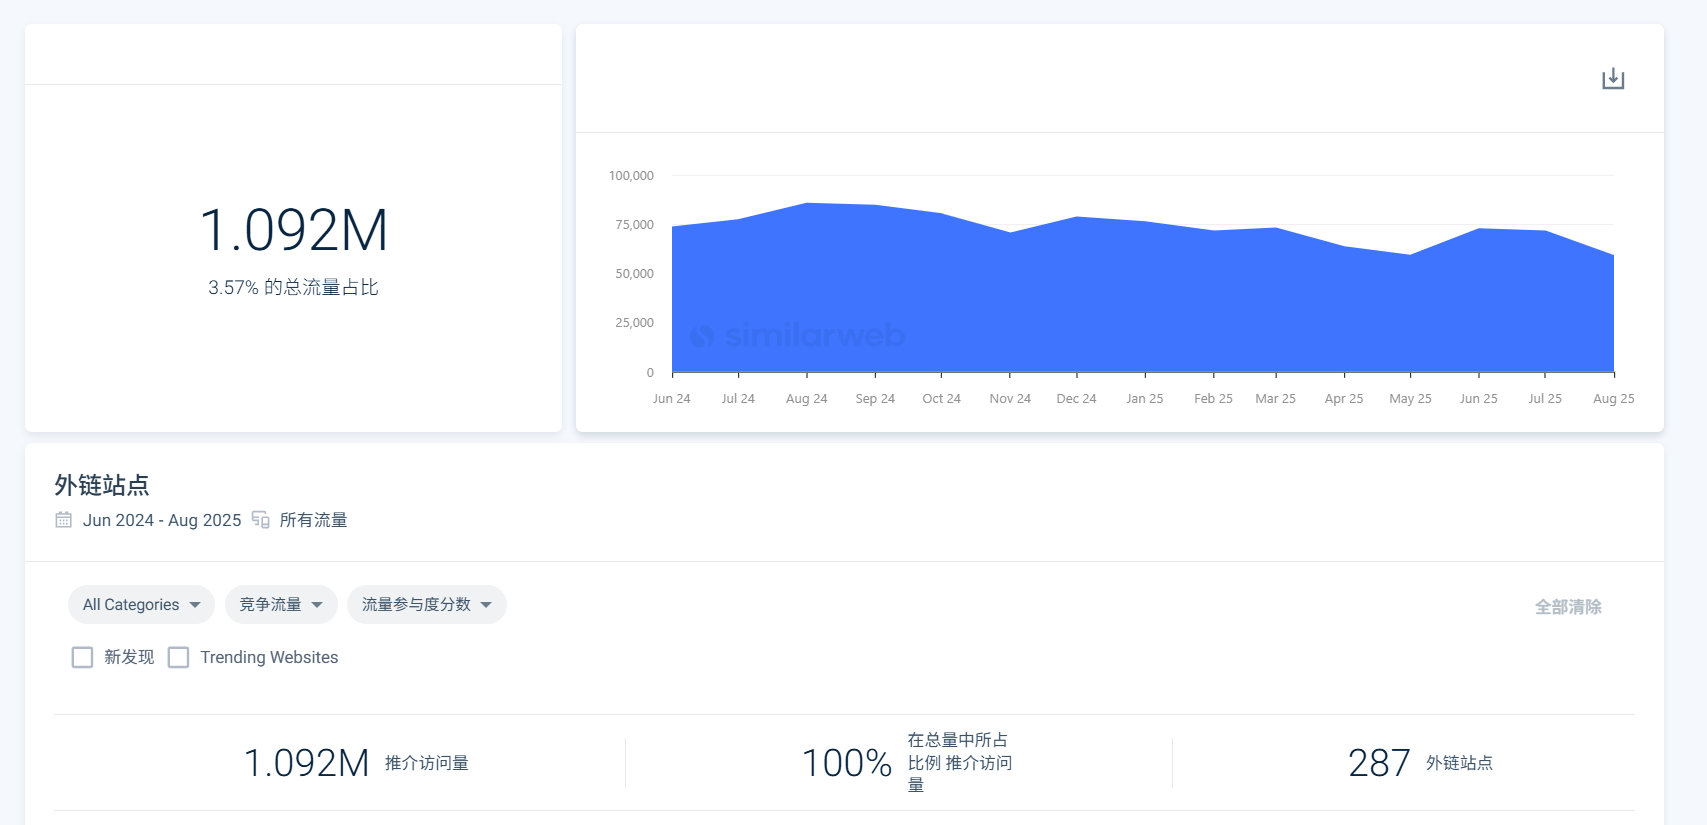 1.092M
3.57% 的总流量占比
100,000
75,000
50,000
25,000
0
similarweb
Jun 24 Jul 24 Aug 24 Sep 24 Oct 24 Nov 24 Dec 24 Jan 25 Feb 25 Mar 25 Apr 25 May 25 Jun 25 Jul 25 Aug 25
外链站点
Jun 2024 - Aug 2025 所有流量
All Categories 竞争流量 流量参与度分数 全部清除
新发现 Trending Websites
1.092M 推介访问量
100% 在总量中所占
比例 推介访问
量
287 外链站点